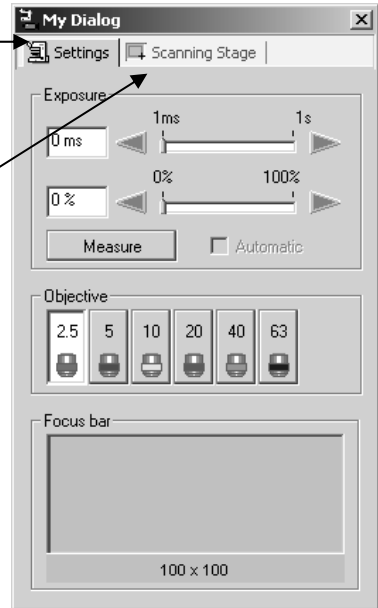 My Dialog
Settings Scanning Stage
Exposure
1ms 1s
0 ms
0% 100%
0 %
Measure Automatic
Objective
2.5 5 10 20 40 63
Focus bar
100 x 100